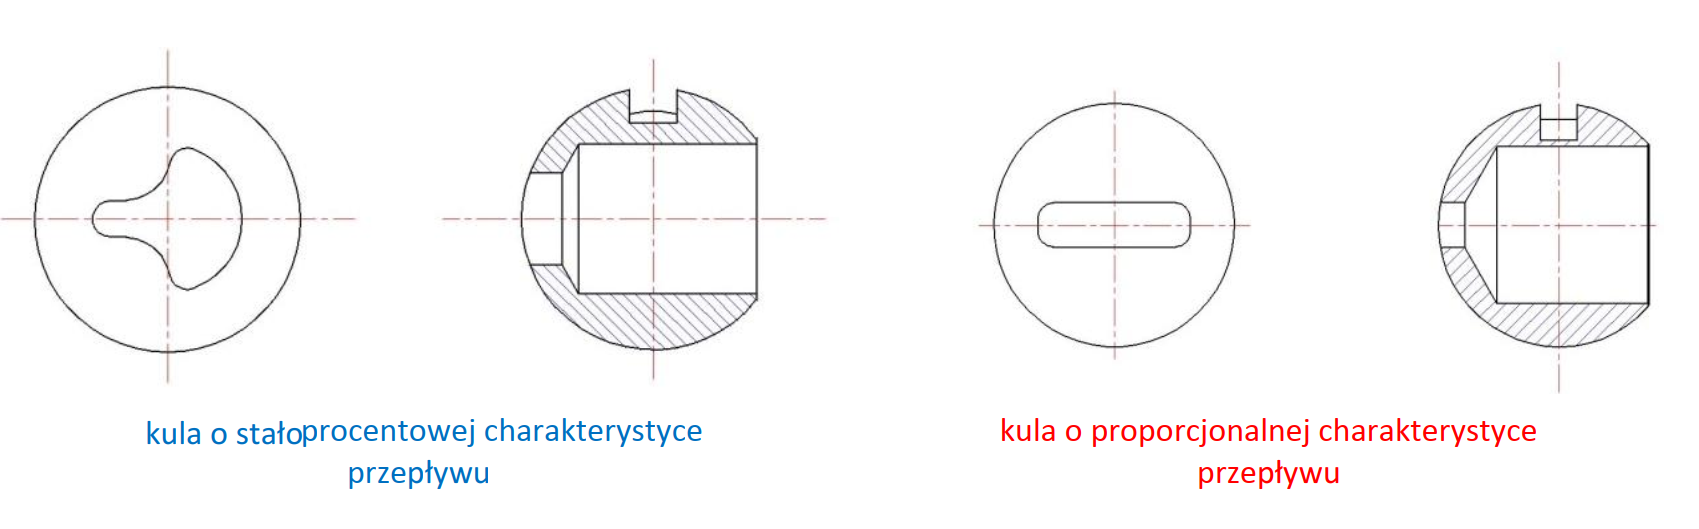 kula o stałoprocentowej charakterystyce
przepływu
kula o proporcjonalnej charakterystyce
przepływu